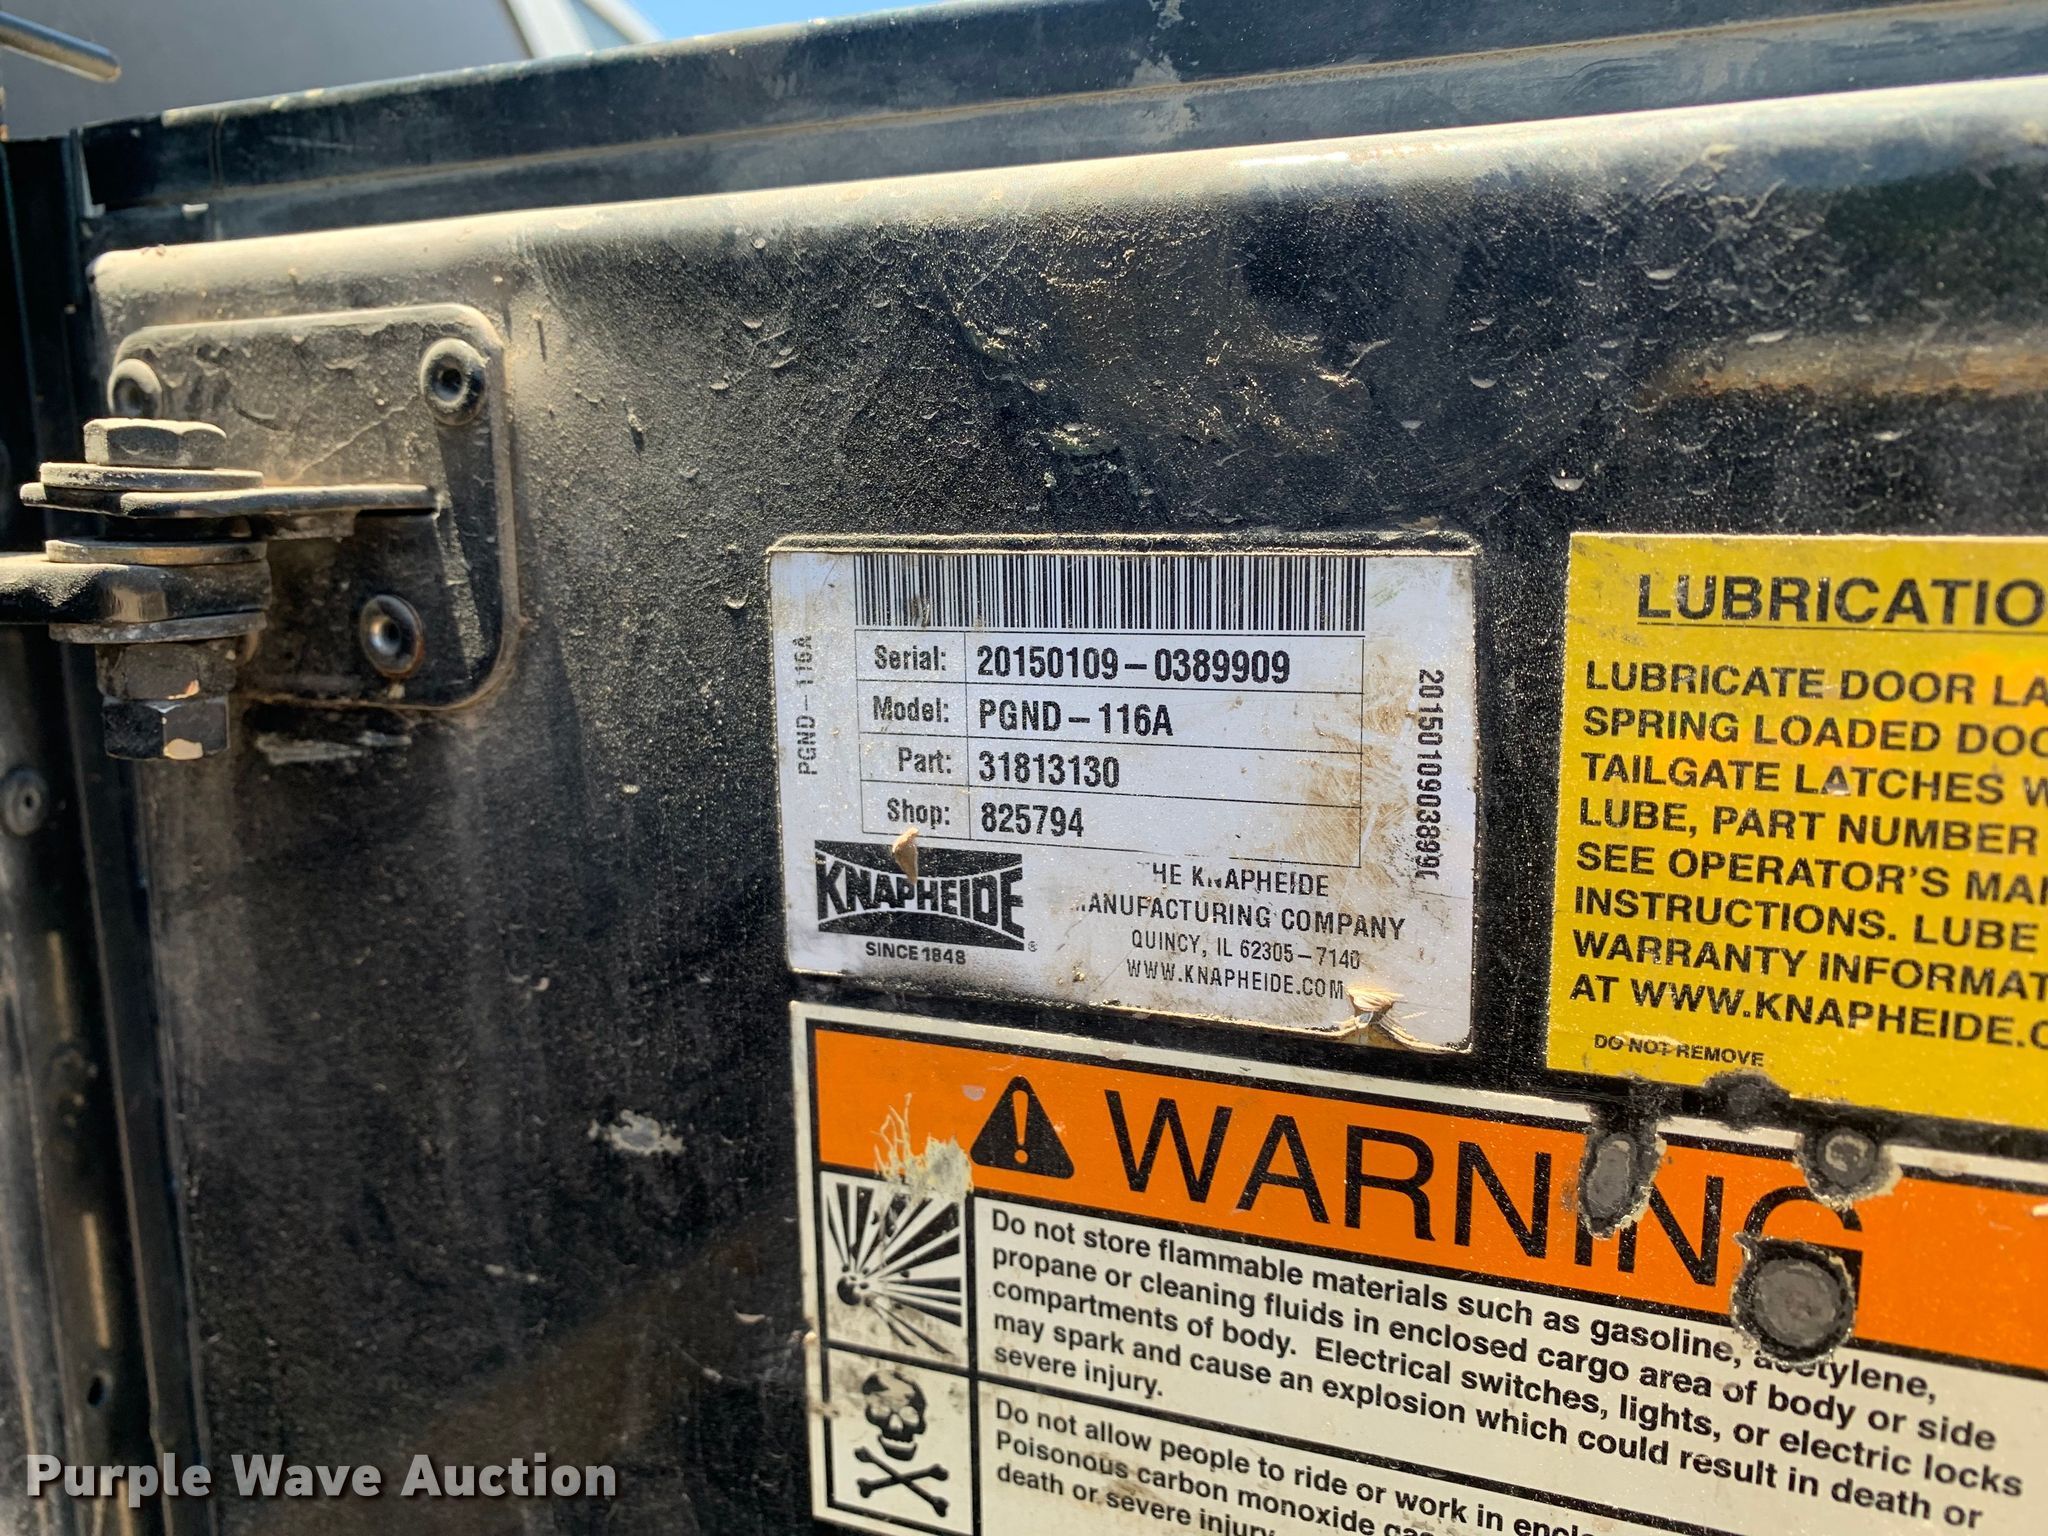 PGND-116A
Serial: 20150109-0389909
Model: PGND-116A
Part: 31813130
Shop: 825794
KNAPHEIDE®
SINCE 1848
HE KNAPHEIDE
MANUFACTURING COMPANY
QUINCY, IL 62305-7140
WWW.KNAPHEIDE.COM
20150109038990
LUBRICATIO
LUBRICATE DOOR LA
SPRING LOADED DOO
TAILGATE LATCHES W
LUBE, PART NUMBER
SEE OPERATOR'S MAN
INSTRUCTIONS. LUBE
WARRANTY INFORMAT
AT WWW.KNAPHEIDE.C
DO NOT REMOVE
WARNING
Do not store flammable materials such as gasoline, acetylene,
propane or cleaning fluids in enclosed cargo area of body or side
compartments of body. Electrical switches, lights, or electric locks
may spark and cause an explosion which could result in death or
severe injury.
Do not allow people to ride or work in enclo
Poisonous carbon monoxide gas
death or severe injury
Purple Wave Auction